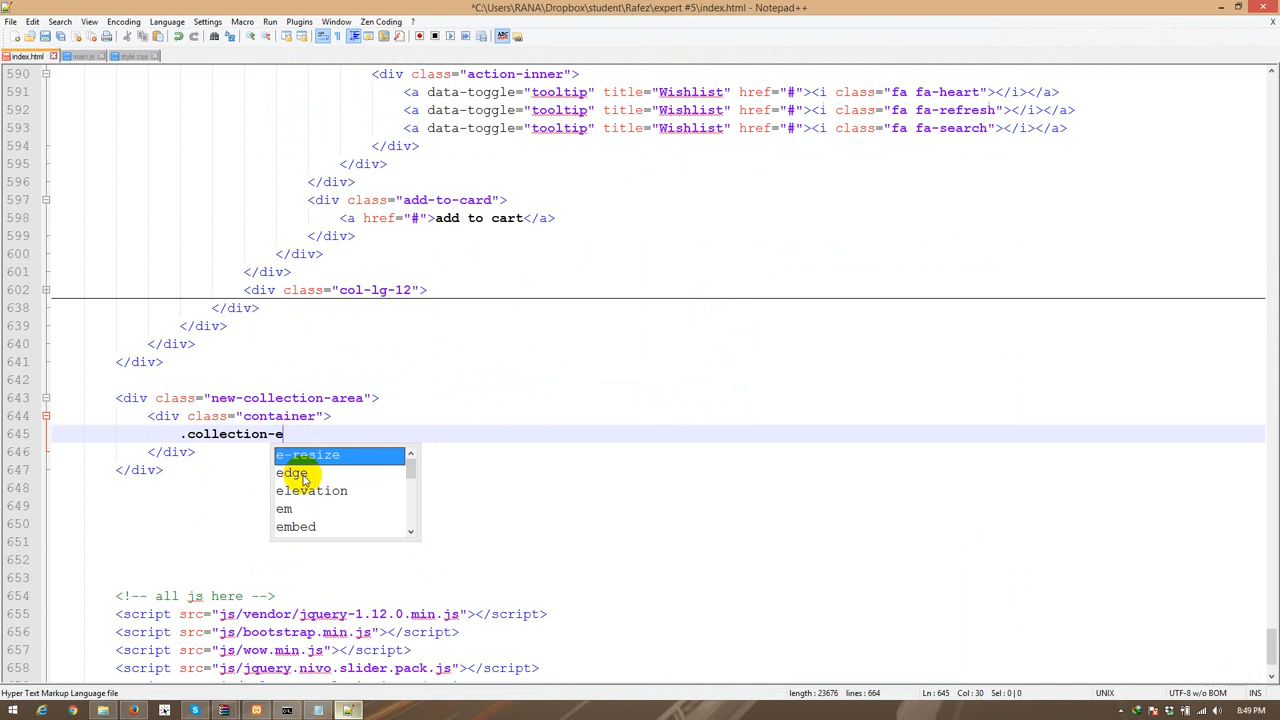 *C:\Users\RANA\Dropbox\student\Rafez\expert #5\index.html - Notepad++
File Edit Search View Encoding Language Settings Macro Run Plugins Window Zen Coding ? X
index.html main.js style.css
590 <div class="action-inner">
591 <a data-toggle="tooltip" title="Wishlist" href="#"><i class="fa fa-heart"></i></a>
592 <a data-toggle="tooltip" title="Wishlist" href="#"><i class="fa fa-refresh"></i></a>
593 <a data-toggle="tooltip" title="Wishlist" href="#"><i class="fa fa-search"></i></a>
594 </div>
595 </div>
596 </div>
597 <div class="add-to-card">
598 <a href="#">add to cart</a>
599 </div>
600 </div>
601 </div>
602 <div class="col-lg-12">
638 </div>
639 </div>
640 </div>
641 </div>
642
643 <div class="new-collection-area">
644 <div class="container">
645 .collection-e
646 </div>
647 </div>
648
649
650
651
652
653
654 <!-- all js here -->
655 <script src="js/vendor/jquery-1.12.0.min.js"></script>
656 <script src="js/bootstrap.min.js"></script>
657 <script src="js/wow.min.js"></script>
658 <script src="js/jquery.nivo.slider.pack.js"></script>
e-resize
edge
elevation
em
embed
Hyper Text Markup Language file length : 23676 lines : 664 Ln : 645 Col : 30 Sel : 0 | 0 UNIX UTF-8 w/o BOM INS
8:49 PM